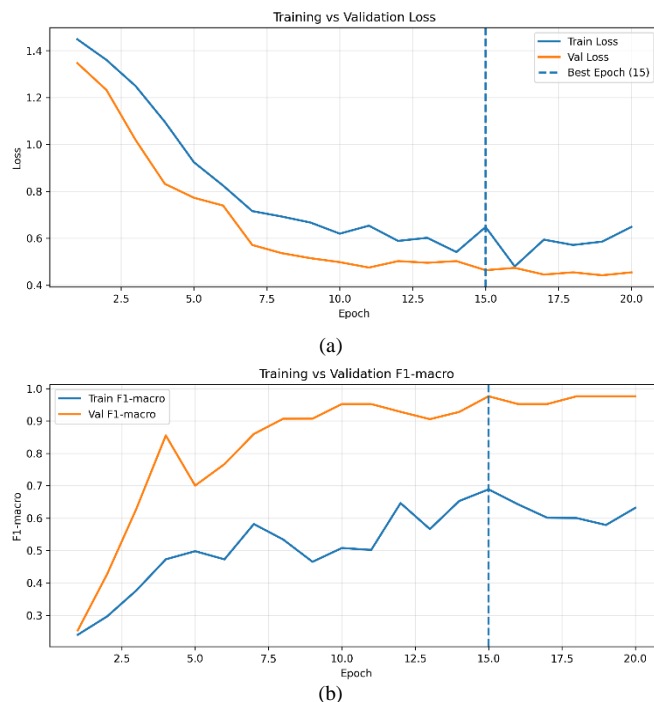 Training vs Validation Loss
Train Loss
Val Loss
Best Epoch (15)
Loss
1.4
1.2
1.0
0.8
0.6
0.4
2.5 5.0 7.5 10.0 12.5 15.0 17.5 20.0
Epoch
(a)
Training vs Validation F1-macro
Train F1-macro
Val F1-macro
F1-macro
1.0
0.9
0.8
0.7
0.6
0.5
0.4
0.3
2.5 5.0 7.5 10.0 12.5 15.0 17.5 20.0
Epoch
(b)